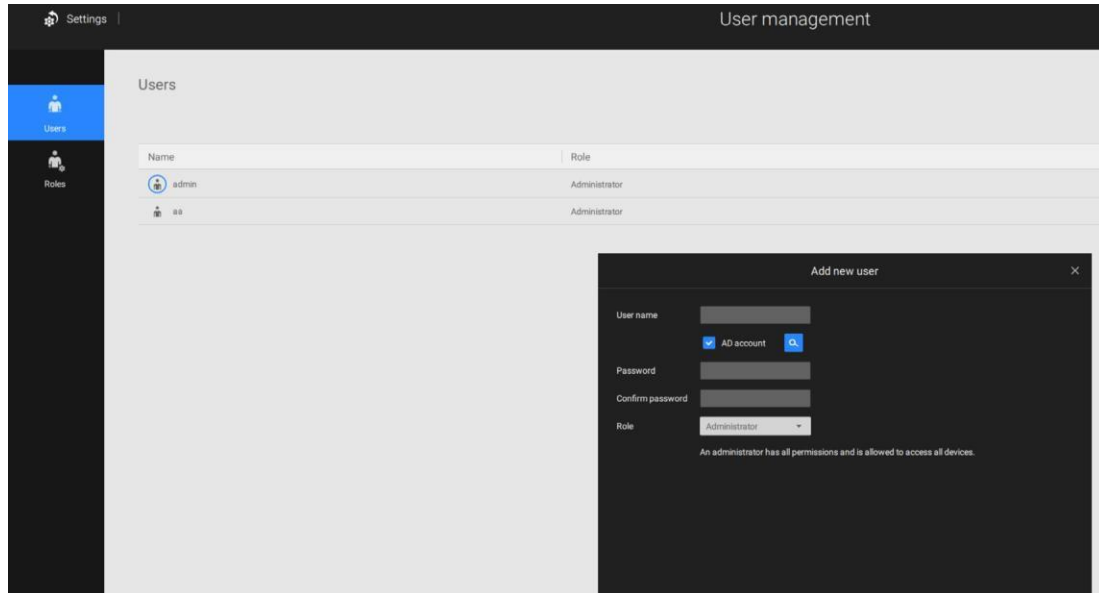 Settings
User management
Users
Users
Roles
Name Role
admin Administrator
aa Administrator
Add new user
User name
AD account
Password
Confirm password
Role Administrator
An administrator has all permissions and is allowed to access all devices.